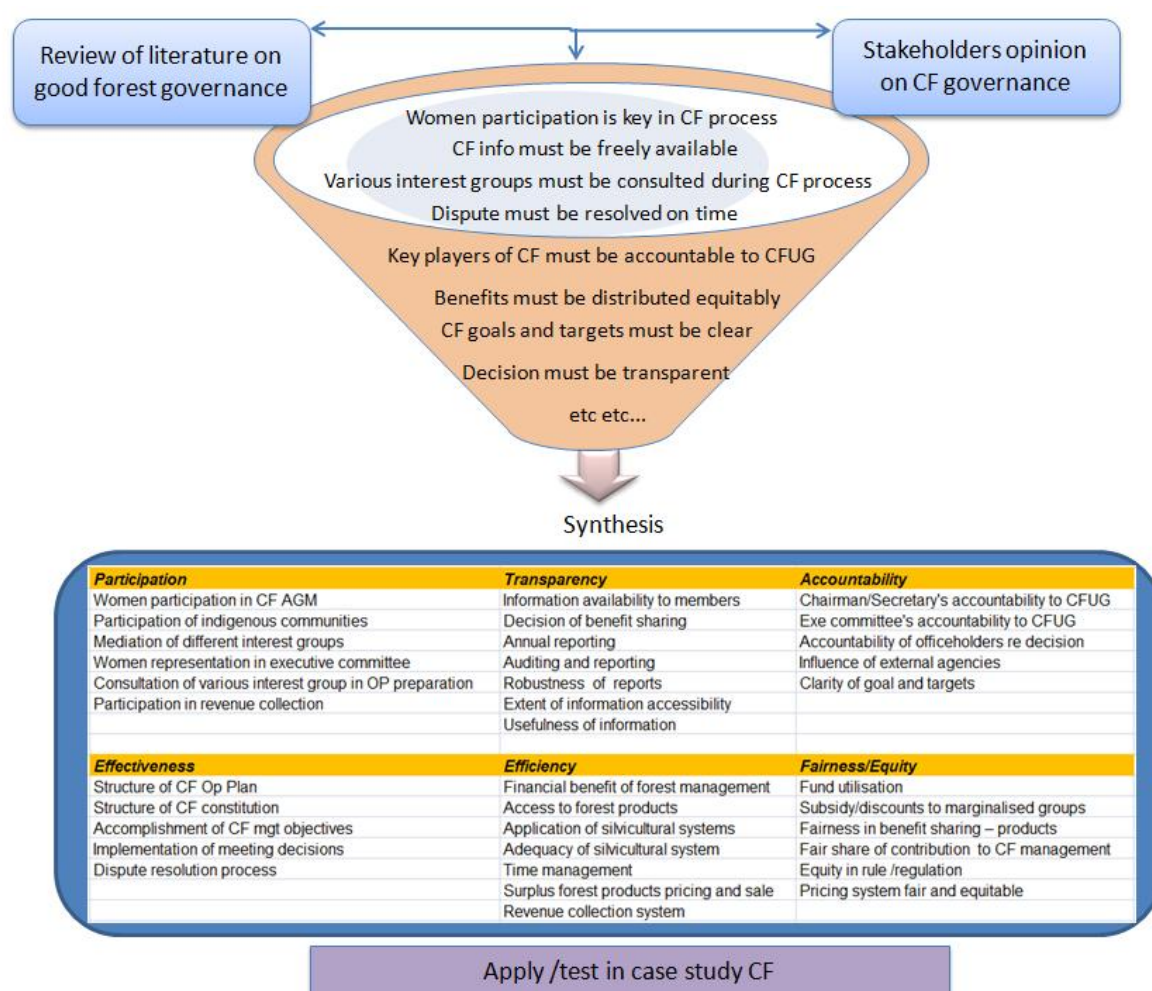 Review of literature on
good forest governance
Stakeholders opinion
on CF governance
Women participation is key in CF process
CF info must be freely available
Various interest groups must be consulted during CF process
Dispute must be resolved on time
Key players of CF must be accountable to CFUG
Benefits must be distributed equitably
CF goals and targets must be clear
Decision must be transparent
etc etc...
Synthesis
Participation Transparency Accountability
Women participation in CF AGM Information availability to members Chairman/Secretary's accountability to CFUG
Participation of indigenous communities Decision of benefit sharing Exe committee's accountability to CFUG
Mediation of different interest groups Annual reporting Accountability of officeholders re decision
Women representation in executive committee Auditing and reporting Influence of external agencies
Consultation of various interest group in OP preparation Robustness of reports Clarity of goal and targets
Participation in revenue collection Extent of information accessibility
Usefulness of information
Effectiveness Efficiency Fairness/Equity
Structure of CF Op Plan Financial benefit of forest management Fund utilisation
Structure of CF constitution Access to forest products Subsidy/discounts to marginalised groups
Accomplishment of CF mgt objectives Application of silvicultural systems Fairness in benefit sharing – products
Implementation of meeting decisions Adequacy of silvicultural system Fair share of contribution to CF management
Dispute resolution process Time management Equity in rule /regulation
Surplus forest products pricing and sale Pricing system fair and equitable
Revenue collection system
Apply /test in case study CF